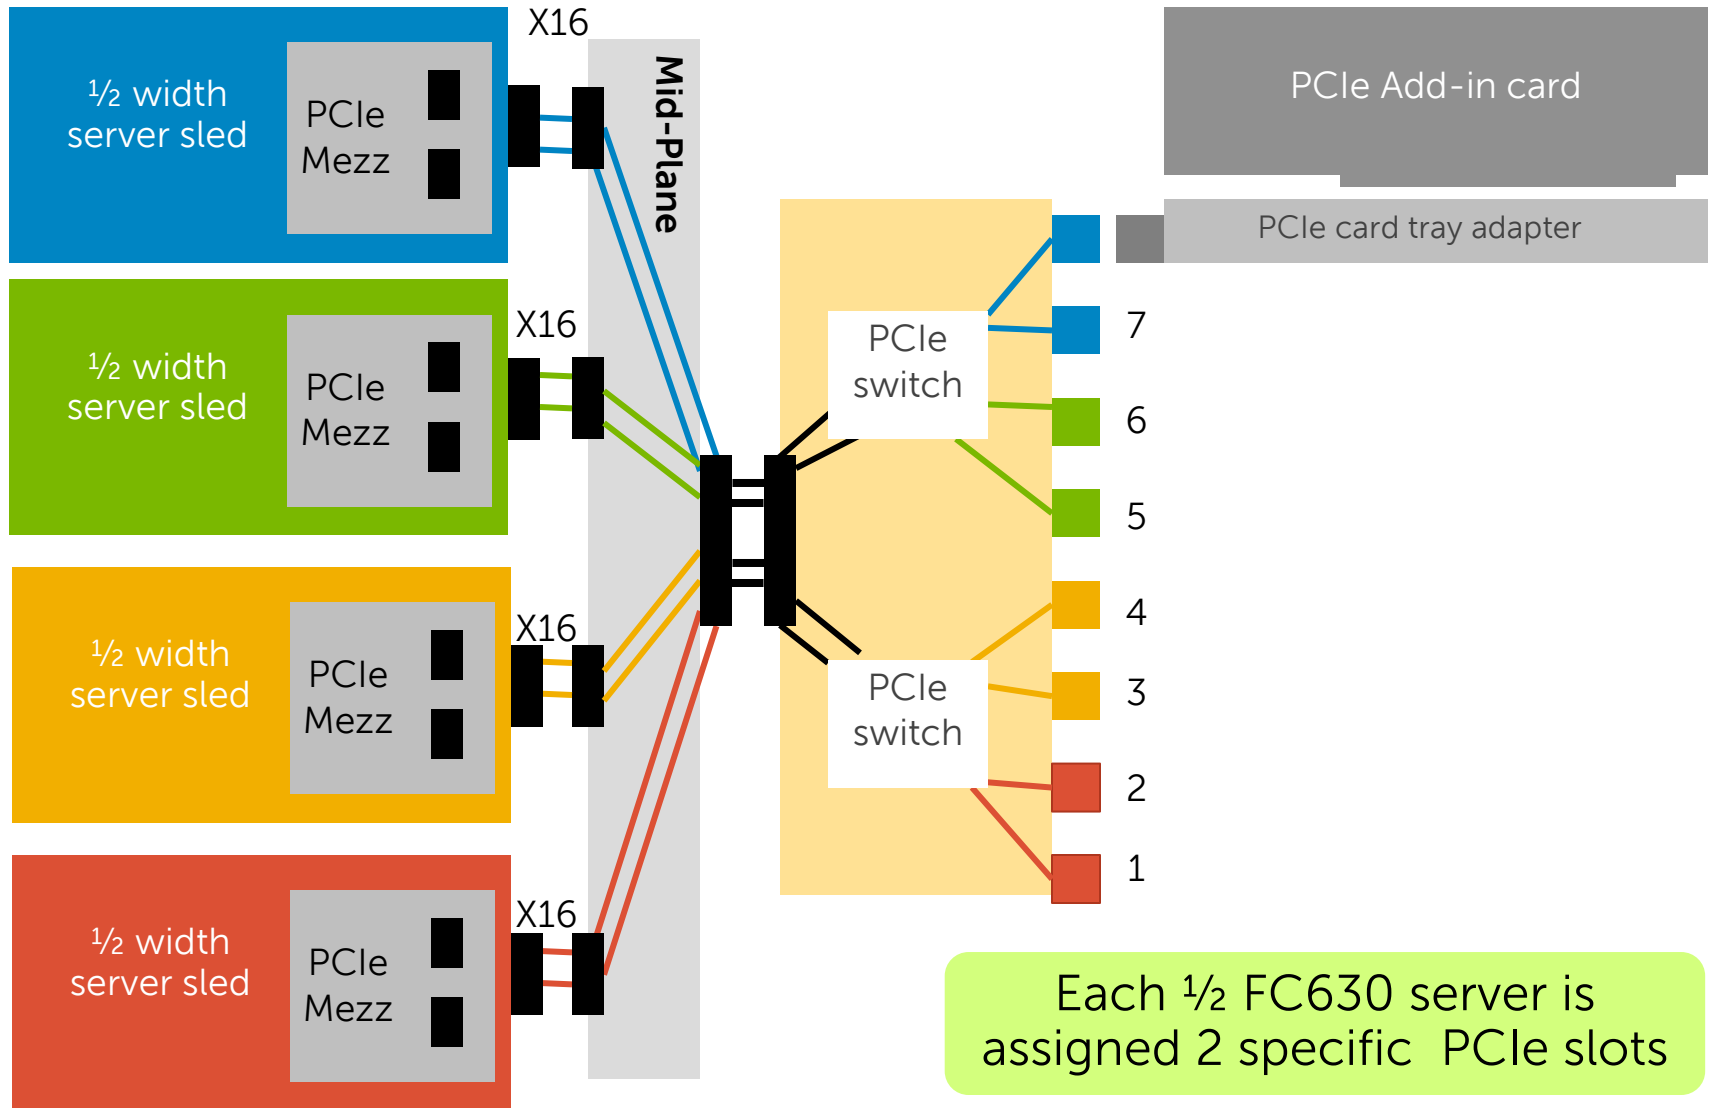 X16
½ width
server sled
PCIe
Mezz
Mid-Plane
PCIe Add-in card
PCIe card tray adapter
½ width
server sled
PCIe
Mezz
X16
PCIe
switch
7
6
5
½ width
server sled
PCIe
Mezz
X16
PCIe
switch
4
3
2
1
½ width
server sled
PCIe
Mezz
X16
Each ½ FC630 server is
assigned 2 specific PCIe slots